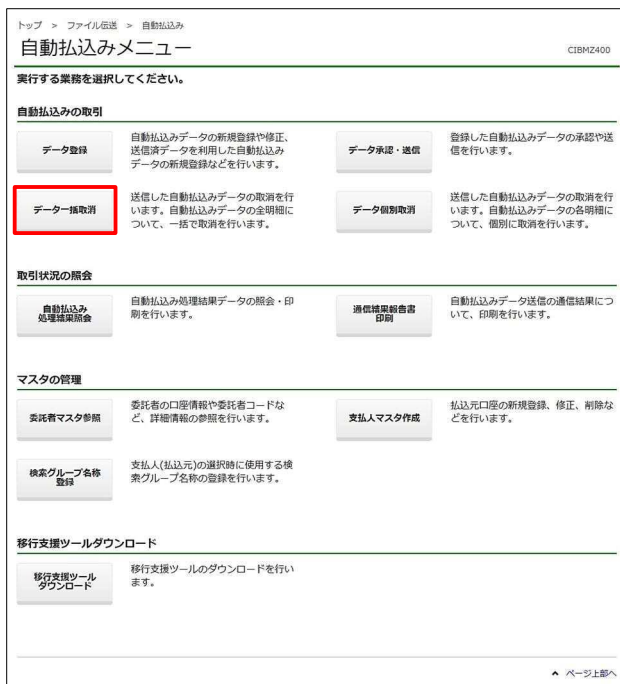 トップ > ファイル伝送 > 自動払込み
自動払込みメニュー
CIBMZ400
実行する業務を選択してください。
自動払込みの取引
データ登録
自動払込みデータの新規登録や修正、
送信済データを利用した自動払込み
データの新規登録などを行います。
データ承認・送信
登録した自動払込みデータの承認や送
信を行います。
データ一括取消
送信した自動払込みデータの取消を行
います。自動払込みデータの全明細に
ついて、一括で取消を行います。
データ個別取消
送信した自動払込みデータの取消を行
います。自動払込みデータの各明細に
ついて、個別に取消を行います。
取引状況の照会
自動払込み
処理結果照会
自動払込み処理結果データの照会・印
刷を行います。
通信結果報告書
印刷
自動払込みデータ送信の通信結果につ
いて、印刷を行います。
マスタの管理
委託者マスタ参照
委託者の口座情報や委託者コードな
ど、詳細情報の参照を行います。
支払人マスタ作成
払込元口座の新規登録、修正、削除な
どを行います。
検索グループ名称
登録
支払人(払込元)の選択時に使用する検
索グループ名称の登録を行います。
移行支援ツールダウンロード
移行支援ツール
ダウンロード
移行支援ツールのダウンロードを行い
ます。
ページ上部へ